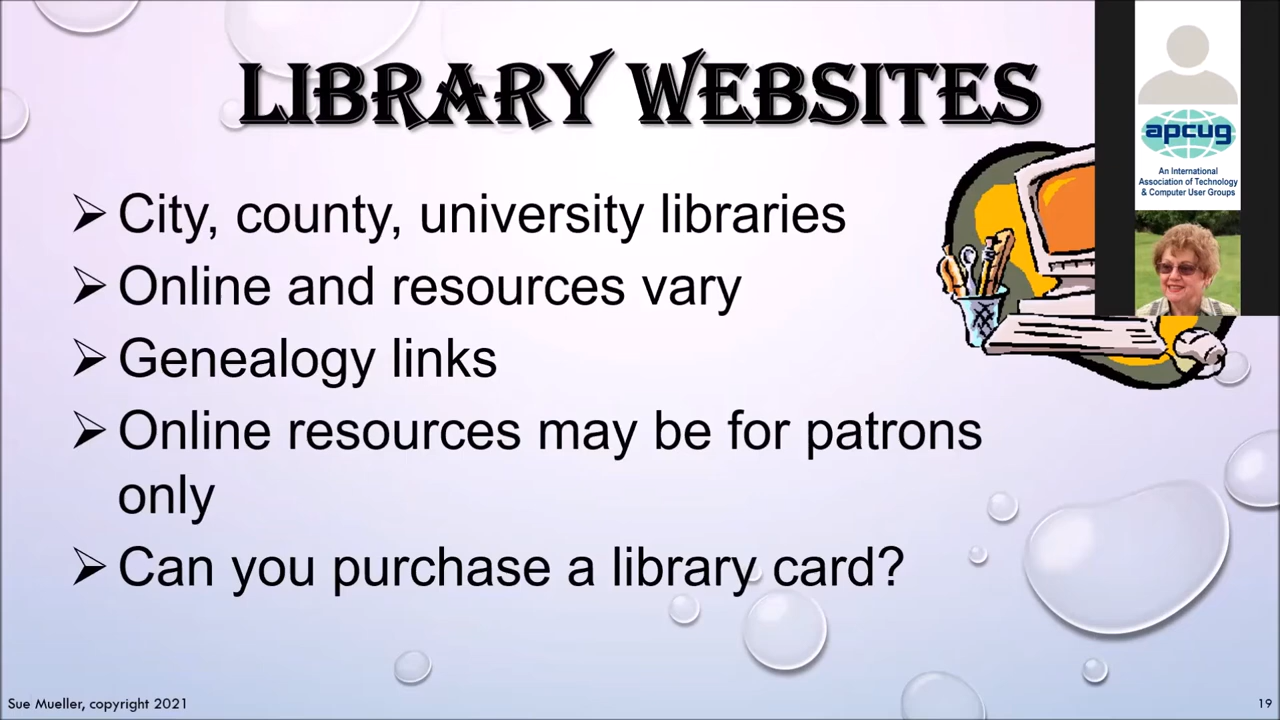 LIBRARY WEBSITES
City, county, university libraries
Online and resources vary
Genealogy links
Online resources may be for patrons
only
Can you purchase a library card?
apcug
An International
Association of Technology
& Computer User Groups
Sue Mueller, copyright 2021
19